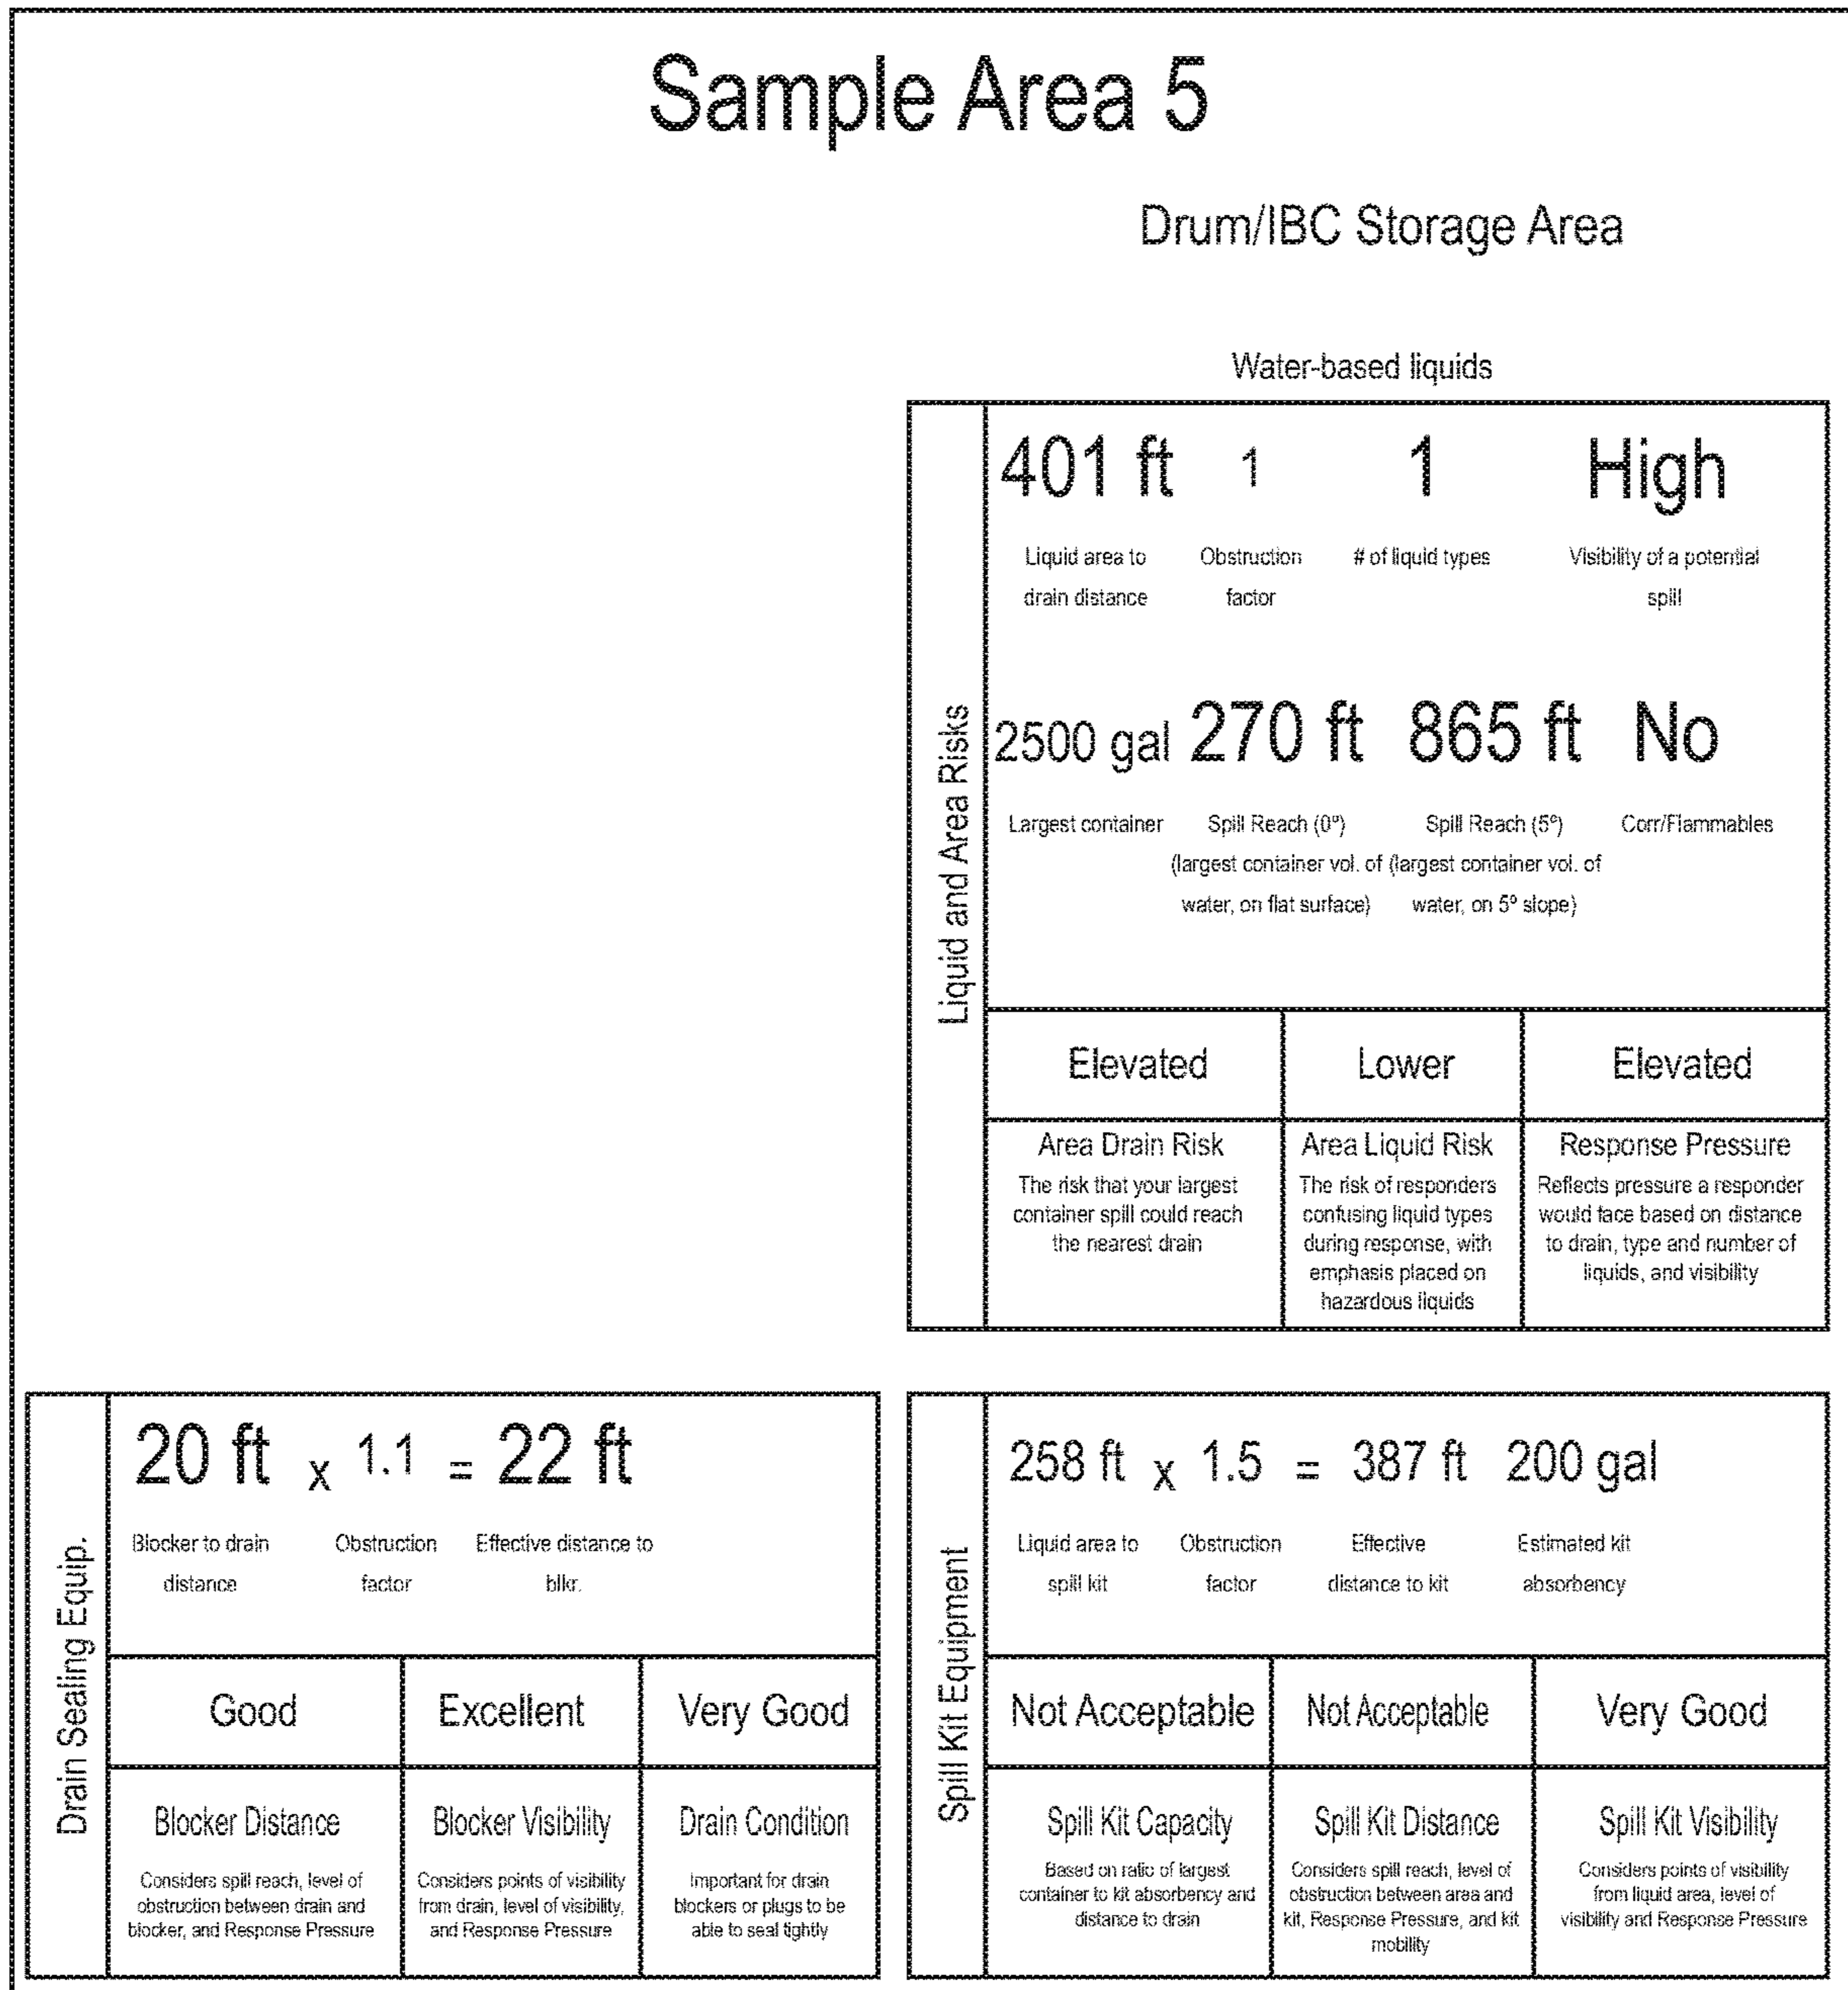 Sample Area 5
Drum/IBC Storage Area
Water-based liquids
Liquid and Area Risks
401 ft 1 1 High
Liquid area to Obstruction # of liquid types Visibility of a potential
drain distance factor spill
2500 gal 270 ft 865 ft No
Largest container Spill Reach (0º) Spill Reach (5º) Corr/Flammables
(largest container vol. of (largest container vol. of
water, on flat surface) water, on 5º slope)
Elevated Lower Elevated
Area Drain Risk
The risk that your largest
container spill could reach
the nearest drain
Area Liquid Risk
The risk of responders
confusing liquid types
during response, with
emphasis placed on
hazardous liquids
Response Pressure
Reflects pressure a responder
would face based on distance
to drain, type and number of
liquids, and visibility
Drain Sealing Equip.
20 ft x 1.1 = 22 ft
Blocker to drain Obstruction Effective distance to
distance factor blkr.
Good Excellent Very Good
Blocker Distance
Considers spill reach, level of
obstruction between drain and
blocker, and Response Pressure
Blocker Visibility
Considers points of visibility
from drain, level of visibility,
and Response Pressure
Drain Condition
Important for drain
blockers or plugs to be
able to seal tightly
Spill Kit Equipment
258 ft x 1.5 = 387 ft 200 gal
Liquid area to Obstruction Effective Estimated kit
spill kit factor distance to kit absorbency
Not Acceptable Not Acceptable Very Good
Spill Kit Capacity
Based on ratio of largest
container to kit absorbency and
distance to drain
Spill Kit Distance
Considers spill reach, level of
obstruction between area and
kit, Response Pressure, and kit
mobility
Spill Kit Visibility
Considers points of visibility
from liquid area, level of
visibility and Response Pressure